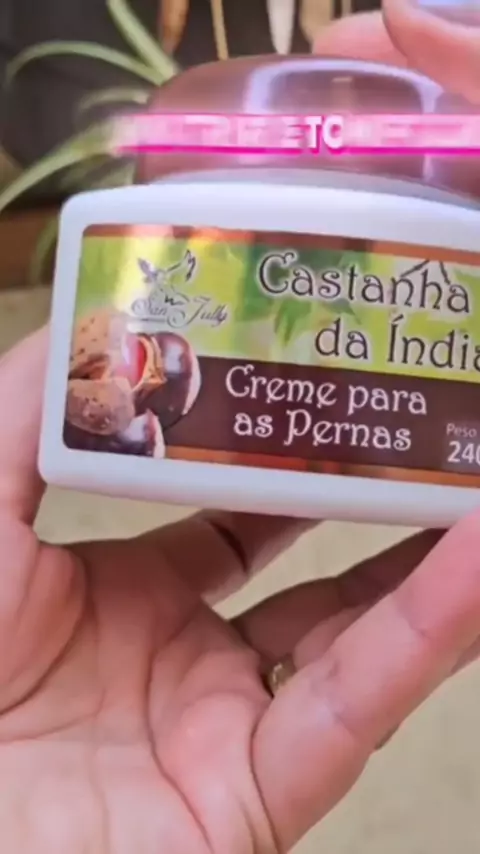 San Jully
Castanha
da Índia
Creme para
as Pernas
Peso
240